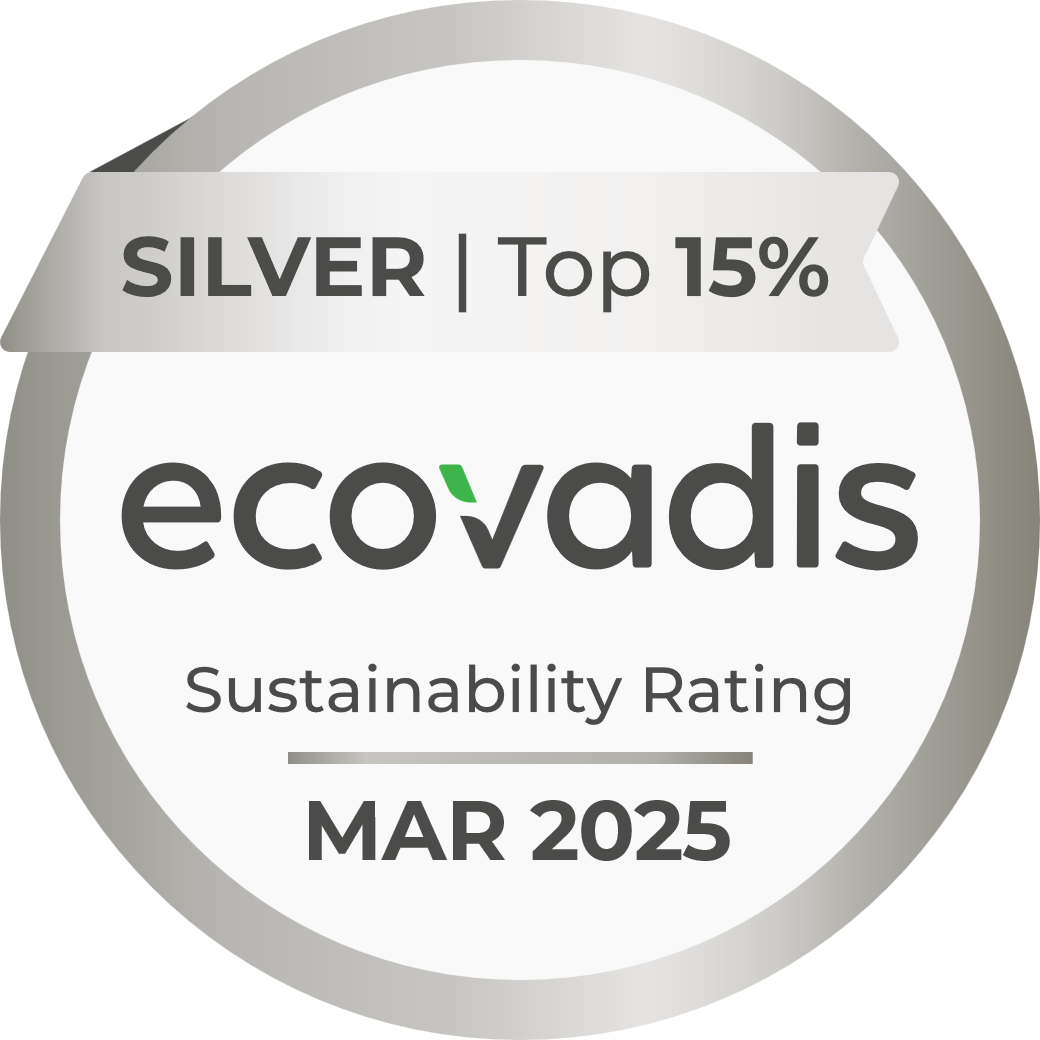 SILVER | Top 15%
ecovadis
Sustainability Rating
MAR 2025